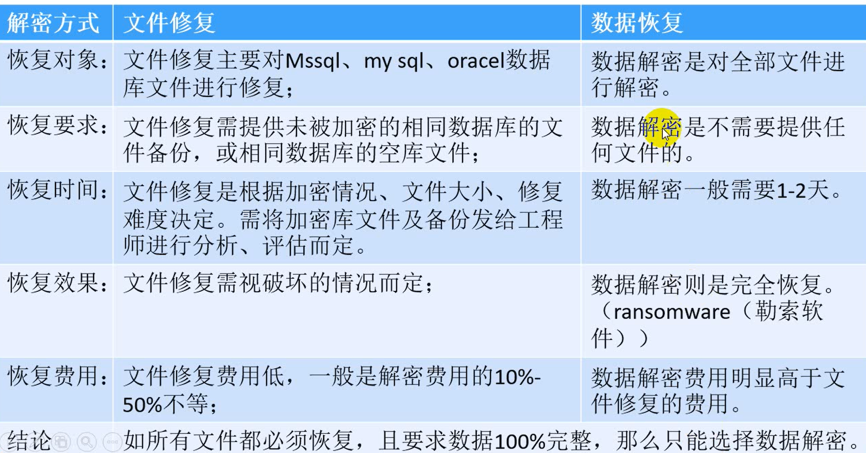 解密方式 文件修复 数据恢复
恢复对象： 文件修复主要对Mssql、my sql、oracel数据
库文件进行修复；
数据解密是对全部文件进
行解密。
恢复要求： 文件修复需提供未被加密的相同数据库的文
件备份，或相同数据库的空库文件；
数据解密是不需要提供任
何文件的。
恢复时间： 文件修复是根据加密情况、文件大小、修复
难度决定。需将加密库文件及备份发给工程
师进行分析、评估而定。
数据解密一般需要1-2天。
恢复效果： 文件修复需视破坏的情况而定；
数据解密则是完全恢复。
（ransomware（勒索软
件））
恢复费用： 文件修复费用低，一般是解密费用的10%-
50%不等；
数据解密费用明显高于文
件修复的费用。
结论 如所有文件都必须恢复，且要求数据100%完整，那么只能选择数据解密。